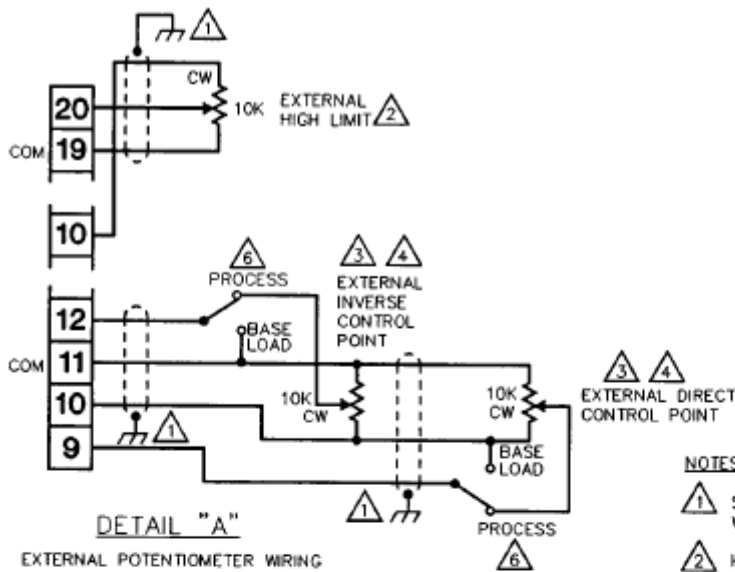 1
CW
20
10K
EXTERNAL
HIGH LIMIT 2
COM 19
10
6
PROCESS
3 4
EXTERNAL
INVERSE
CONTROL
POINT
12
BASE
LOAD
COM 11
10
9
10K
CW
1
10K
CW
3 4
EXTERNAL DIRECT
CONTROL POINT
BASE
LOAD
1
PROCESS
6
DETAIL "A"
EXTERNAL POTENTIOMETER WIRING
NOTES
1
2